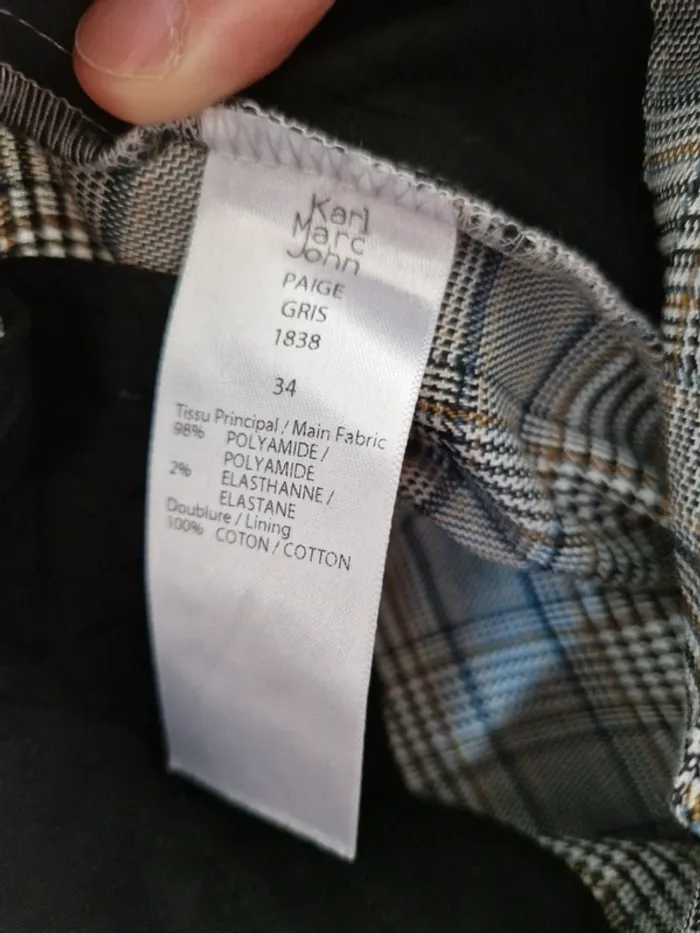 Karl
Marc
John
PAIGE
GRIS
1838
34
Tissu Principal / Main Fabric
98% POLYAMIDE /
POLYAMIDE
2% ELASTHANNE /
ELASTANE
Doublure / Lining
100% COTON / COTTON